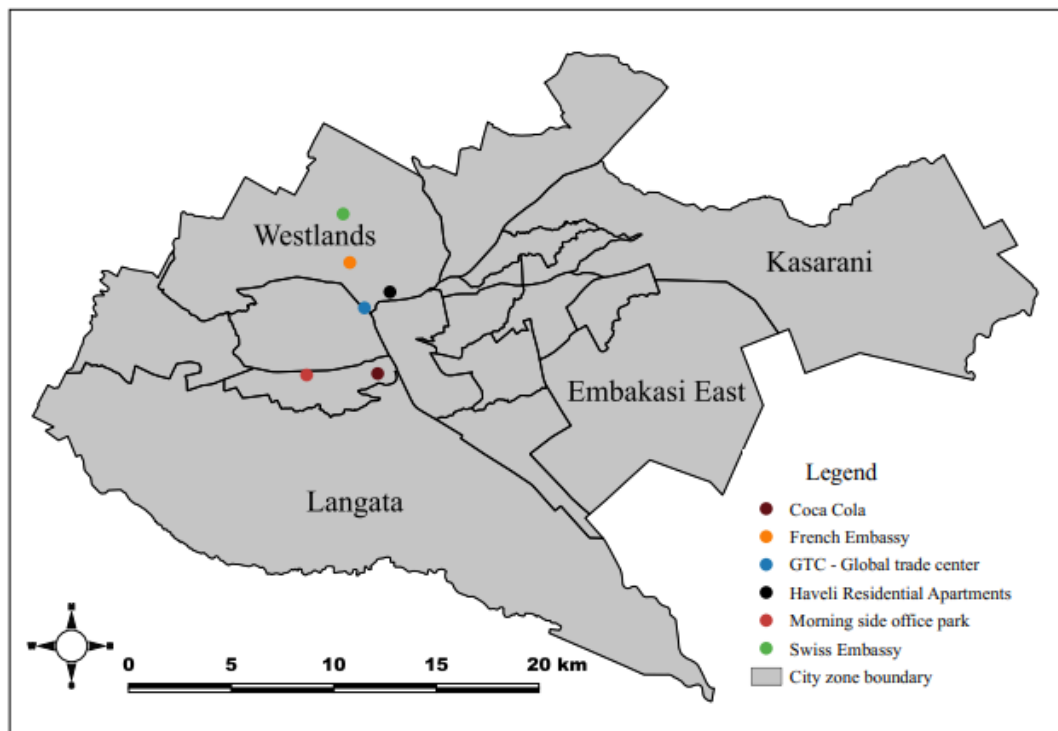 Westlands
Kasarani
Embakasi East
Langata
Legend
Coca Cola
French Embassy
GTC - Global trade center
Haveli Residential Apartments
Morning side office park
Swiss Embassy
City zone boundary
0 5 10 15 20 km